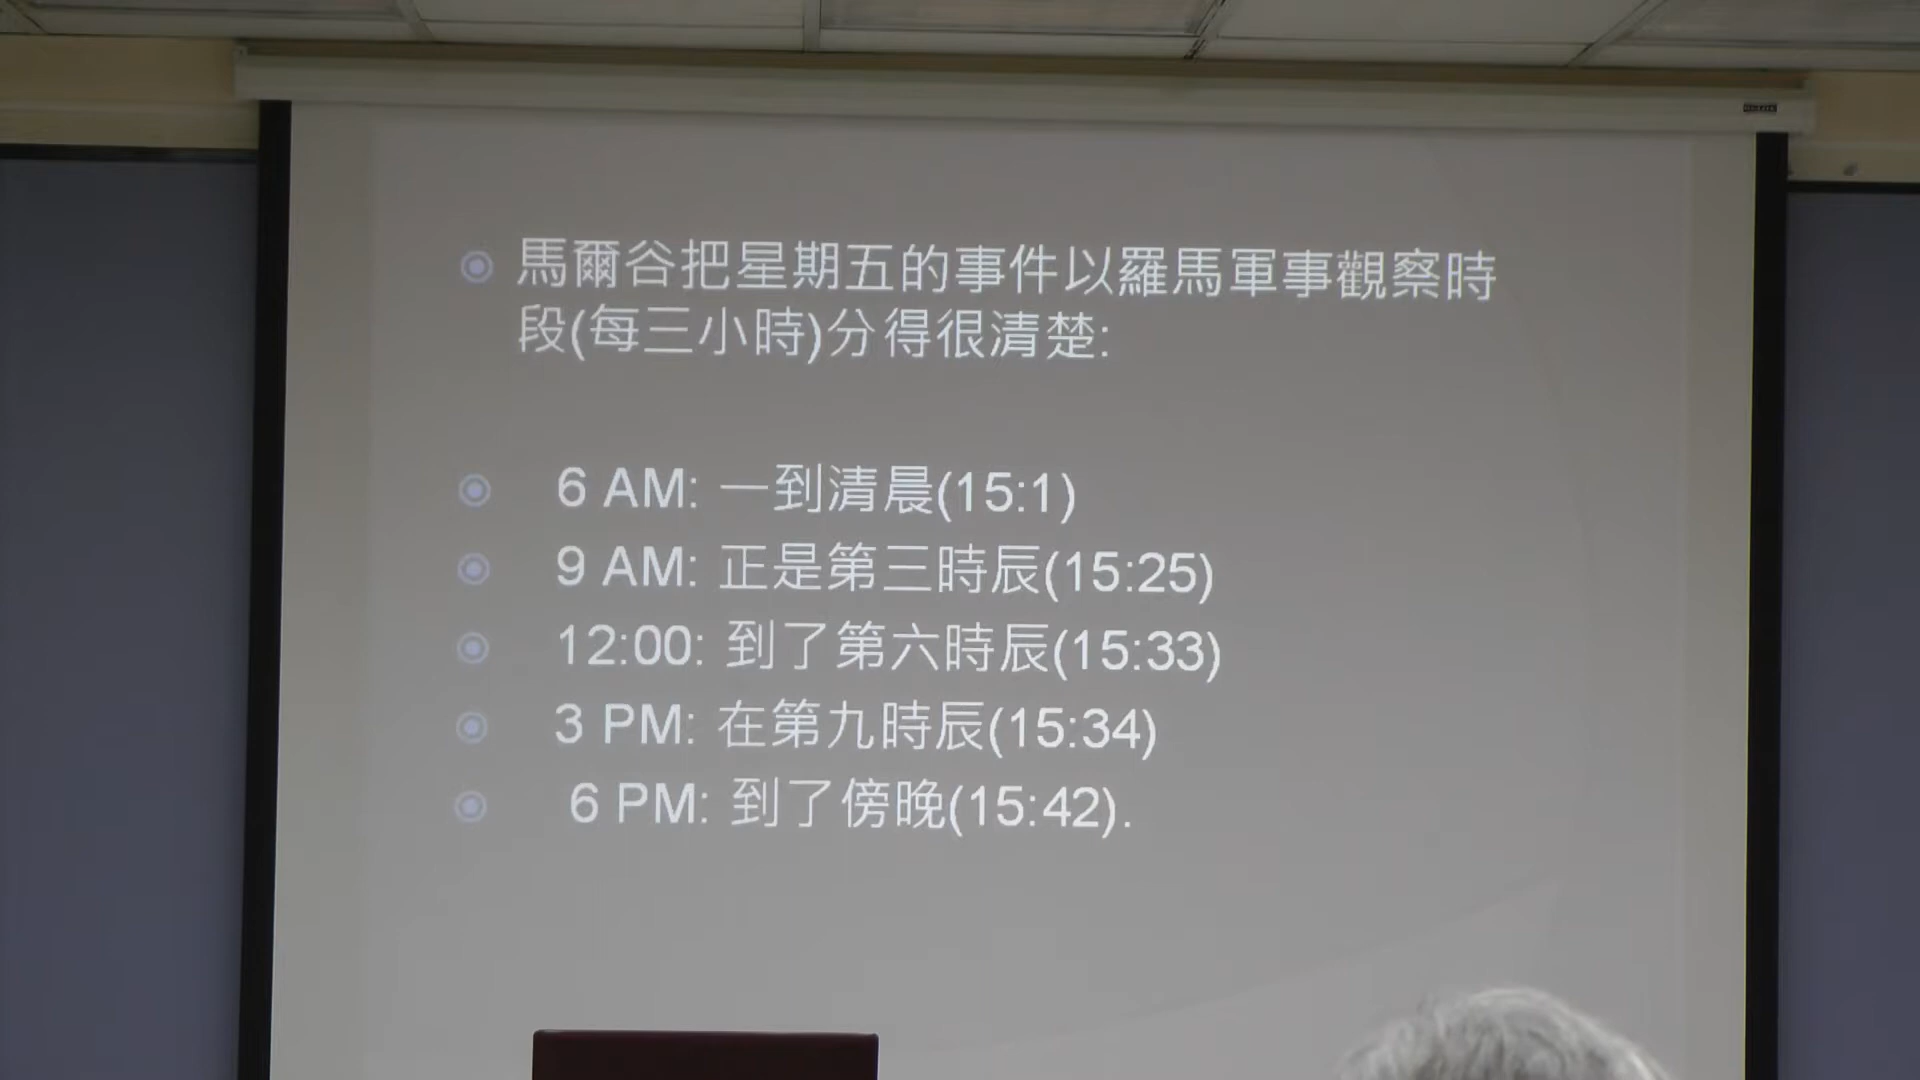 馬爾谷把星期五的事件以羅馬軍事觀察時
段(每三小時)分得很清楚:
6 AM: 一到清晨(15:1)
9 AM: 正是第三時辰(15:25)
12:00: 到了第六時辰(15:33)
3 PM: 在第九時辰(15:34)
6 PM: 到了傍晚(15:42).